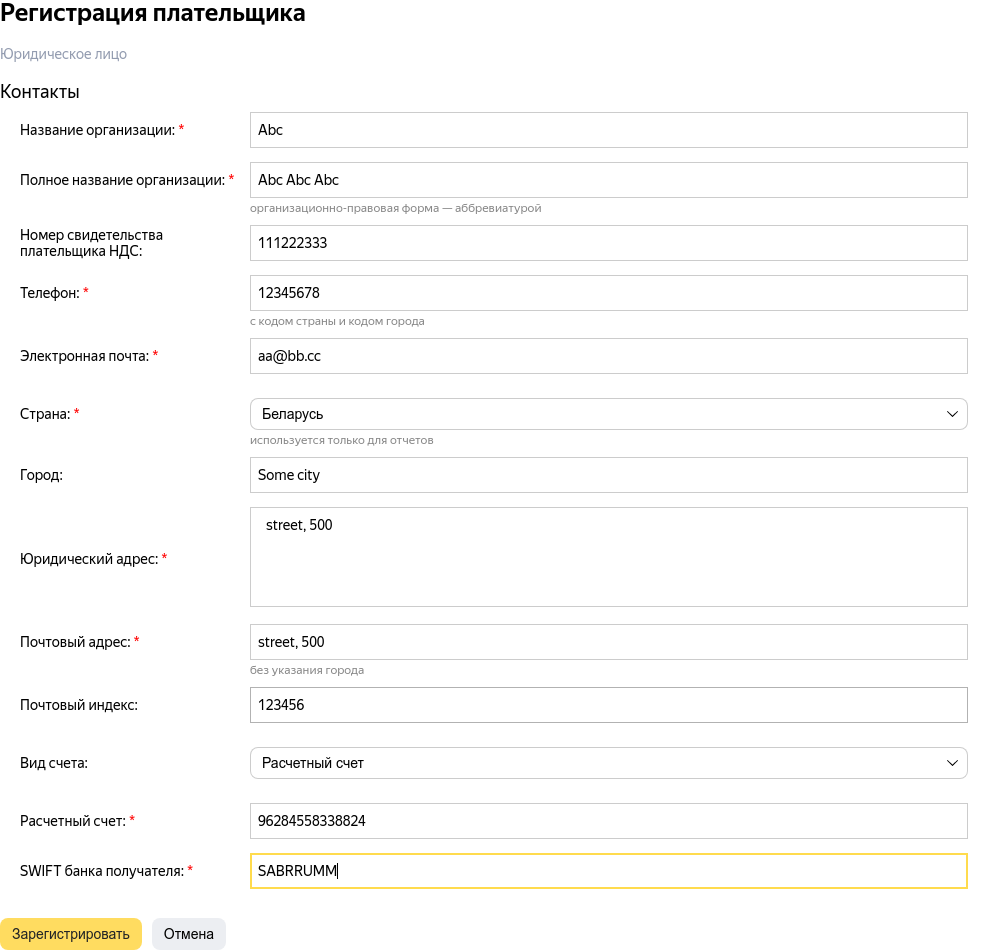 Регистрация плательщика
Юридическое лицо
Контакты
Название организации: * Abc
Полное название организации: * Abc Abc Abc
организационно-правовая форма — аббревиатурой
Номер свидетельства
плательщика НДС: 111222333
Телефон: * 12345678
с кодом страны и кодом города
Электронная почта: * aa@bb.cc
Страна: * Беларусь
используется только для отчетов
Город: Some city
Юридический адрес: * street, 500
Почтовый адрес: * street, 500
без указания города
Почтовый индекс: 123456
Вид счета: Расчетный счет
Расчетный счет: * 96284558338824
SWIFT банка получателя: * SABRRUMM
Зарегистрировать Отмена